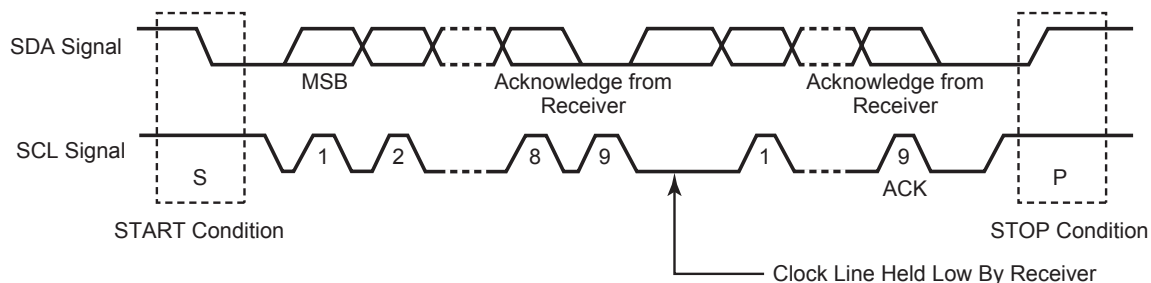 SDA Signal
MSB
Acknowledge from
Receiver
Acknowledge from
Receiver
SCL Signal
S
1
2
8
9
1
9
ACK
P
START Condition
STOP Condition
Clock Line Held Low By Receiver